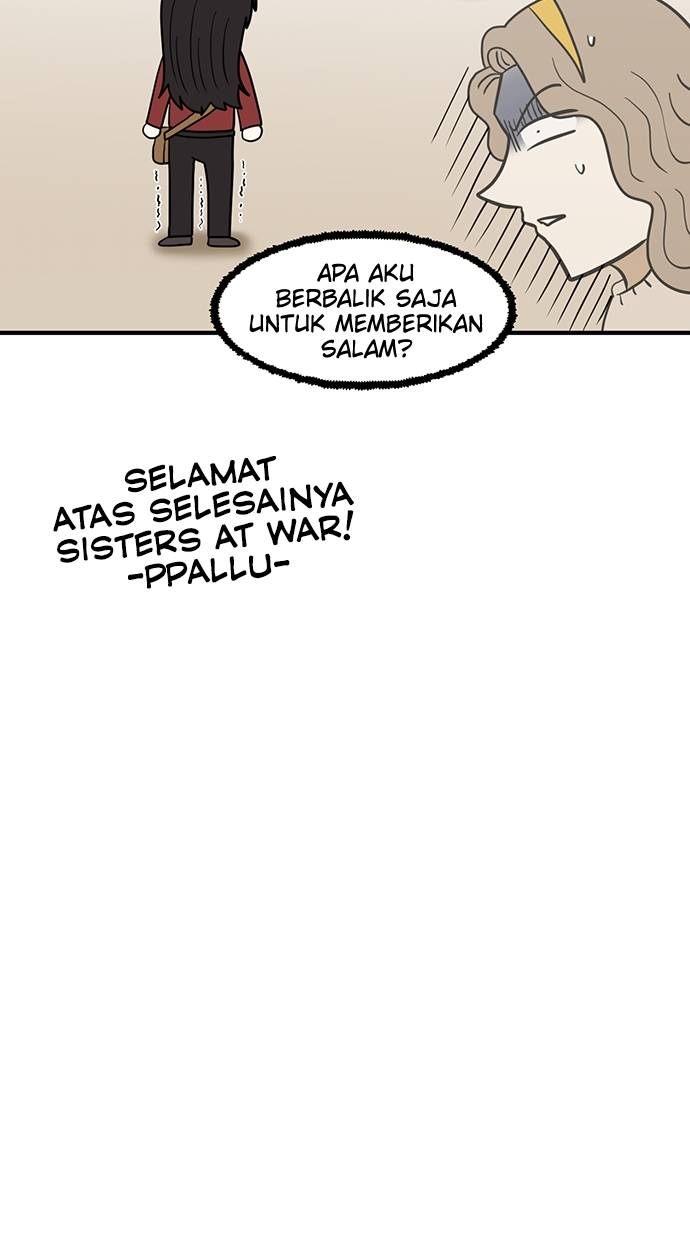 APA AKU
BERBALIK SAJA
UNTUK MEMBERIKAN
SALAM?
SELAMAT
ATAS SELESAINYA
SISTERS AT WAR!
-PPALLU-